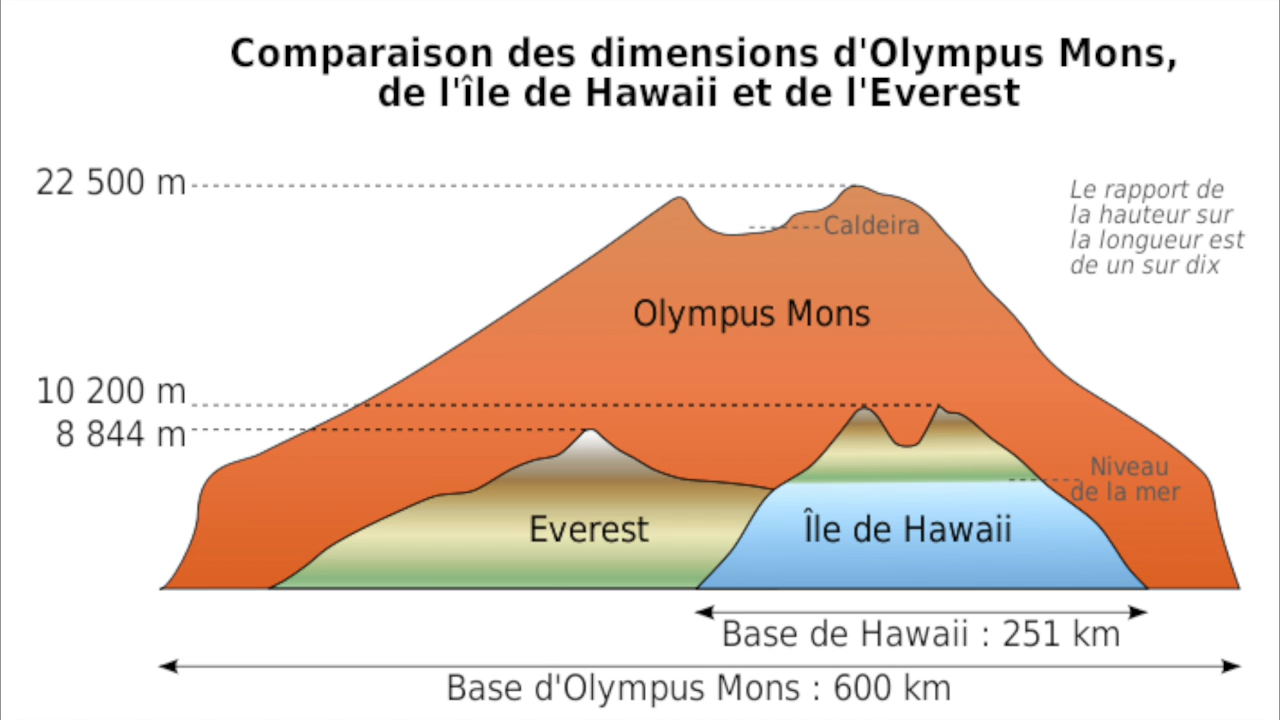 Comparaison des dimensions d'Olympus Mons,
de l'île de Hawaii et de l'Everest
22 500 m
Le rapport de
la hauteur sur
la longueur est
de un sur dix
Caldeira
Olympus Mons
10 200 m
8 844 m
Niveau
de la mer
Everest
Île de Hawaii
Base de Hawaii : 251 km
Base d'Olympus Mons : 600 km